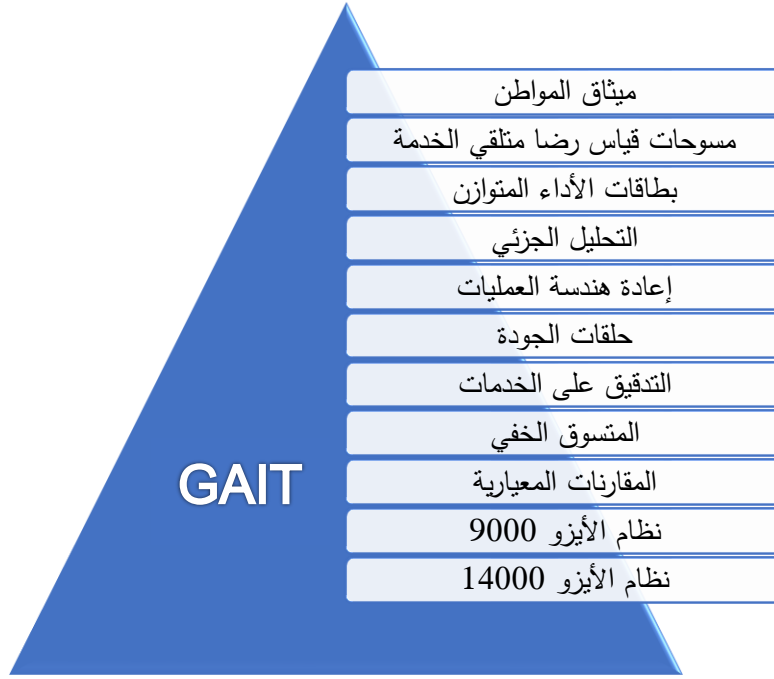 ميثاق المواطن
مسوحات قياس رضا متلقي الخدمة
بطاقات الأداء المتوازن
التحليل الجزئي
إعادة هندسة العمليات
حلقات الجودة
التدقيق على الخدمات
المتسوق الخفي
المقارنات المعيارية
نظام الأيزو 9000
نظام الأيزو 14000
GAIT